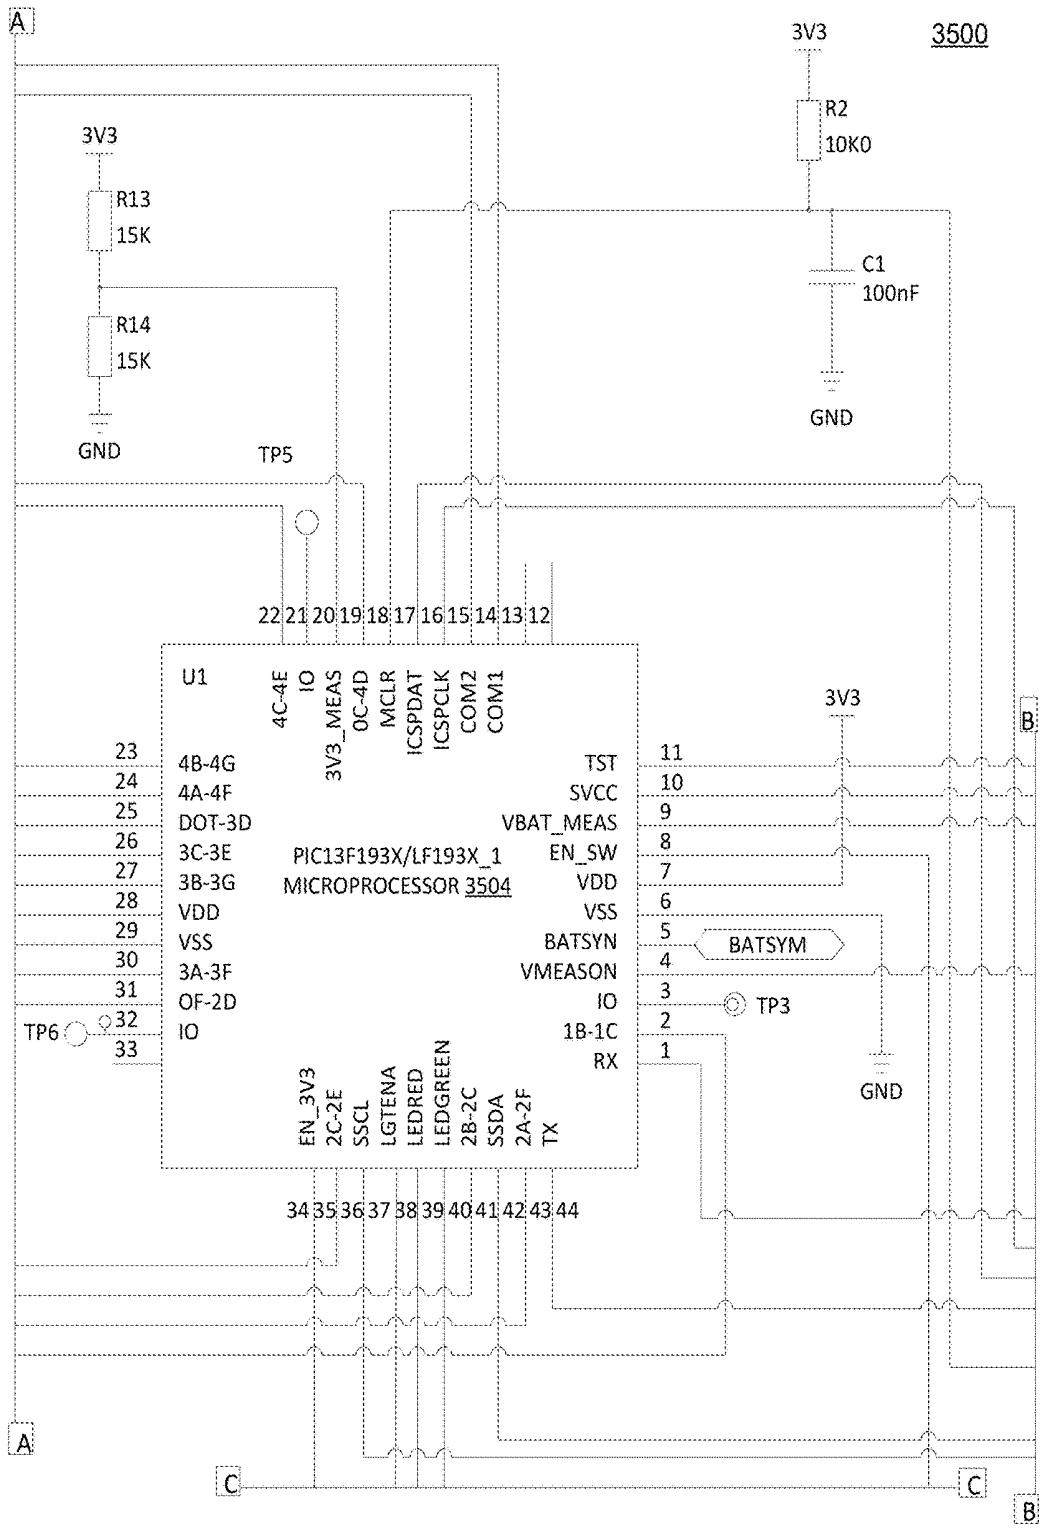 A
3500
3V3
R2
10K0
3V3
R13
15K
R14
15K
GND
C1
100nF
GND
TP5
22 21 20 19 18 17 16 15 14 13 12
U1
4C-4E
IO
3V3_MEAS
0C-4D
MCLR
ICSPDAT
ICSPCLK
COM2
COM1
3V3
B
23 4B-4G
24 4A-4F
25 DOT-3D
26 3C-3E
27 3B-3G
28 VDD
29 VSS
30 3A-3F
31 OF-2D
TP6 32 IO
33
PIC13F193X/LF193X_1
MICROPROCESSOR 3504
TST 11
SVCC 10
VBAT_MEAS 9
EN_SW 8
VDD 7
VSS 6
BATSYN 5 BATSYM
VMEASON 4
IO 3 TP3
1B-1C 2
RX 1
GND
EN_3V3
2C-2E
SSCL
LGTENA
LEDRED
LEDGREEN
2B-2C
SSDA
2A-2F
TX
34 35 36 37 38 39 40 41 42 43 44
A
C
C
B